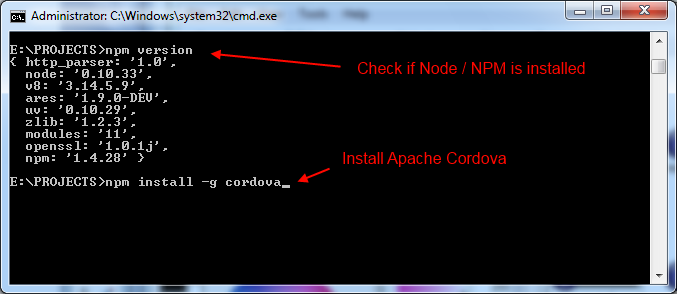 Administrator: C:\Windows\system32\cmd.exe
E:\PROJECTS>npm version
{ http_parser: '1.0',
node: '0.10.33',
v8: '3.14.5.9',
ares: '1.9.0-DEV',
uv: '0.10.29',
zlib: '1.2.3',
modules: '11',
openssl: '1.0.1j',
npm: '1.4.28' }
Check if Node / NPM is installed
E:\PROJECTS>npm install -g cordova_
Install Apache Cordova